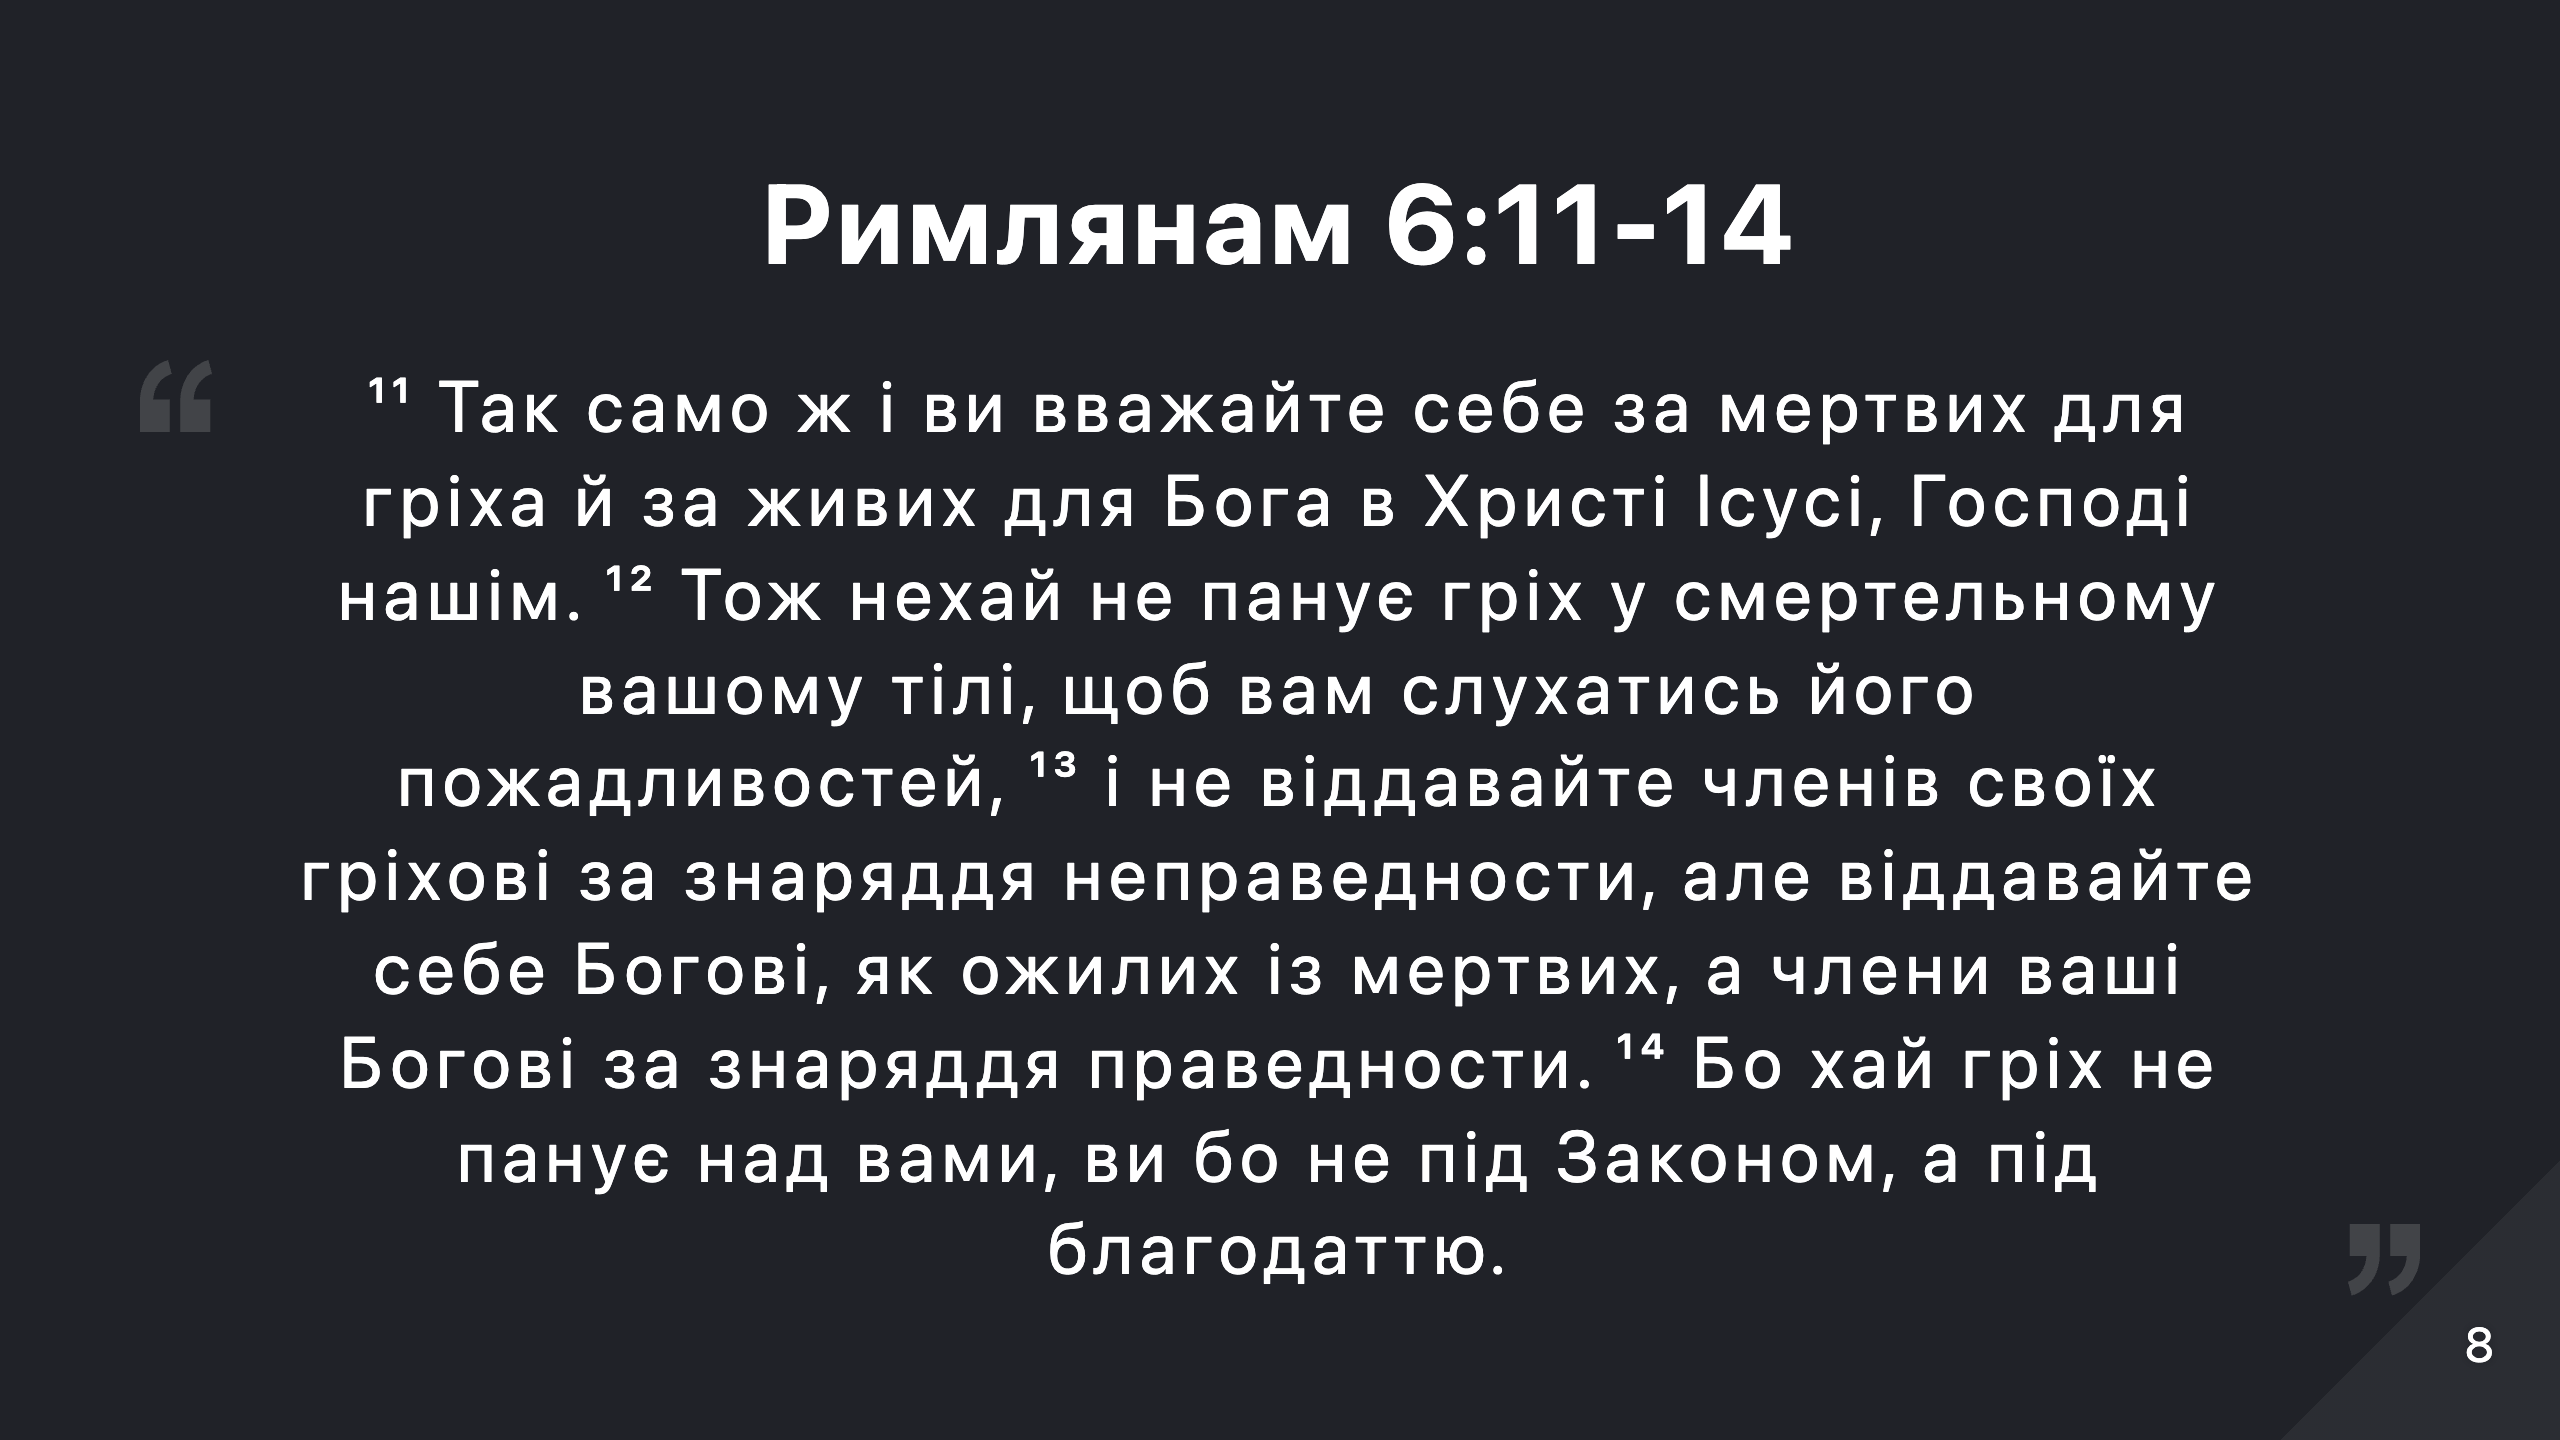 Римлянам 6:11-14
“
¹¹ Так само ж і ви вважайте себе за мертвих для
гріха й за живих для Бога в Христі Ісусі, Господі
нашім. ¹² Тож нехай не панує гріх у смертельному
вашому тілі, щоб вам слухатись його
пожадливостей, ¹³ і не віддавайте членів своїх
гріхові за знаряддя неправедности, але віддавайте
себе Богові, як ожилих із мертвих, а члени ваші
Богові за знаряддя праведности. ¹⁴ Бо хай гріх не
панує над вами, ви бо не під Законом, а під
благодаттю.
”
8